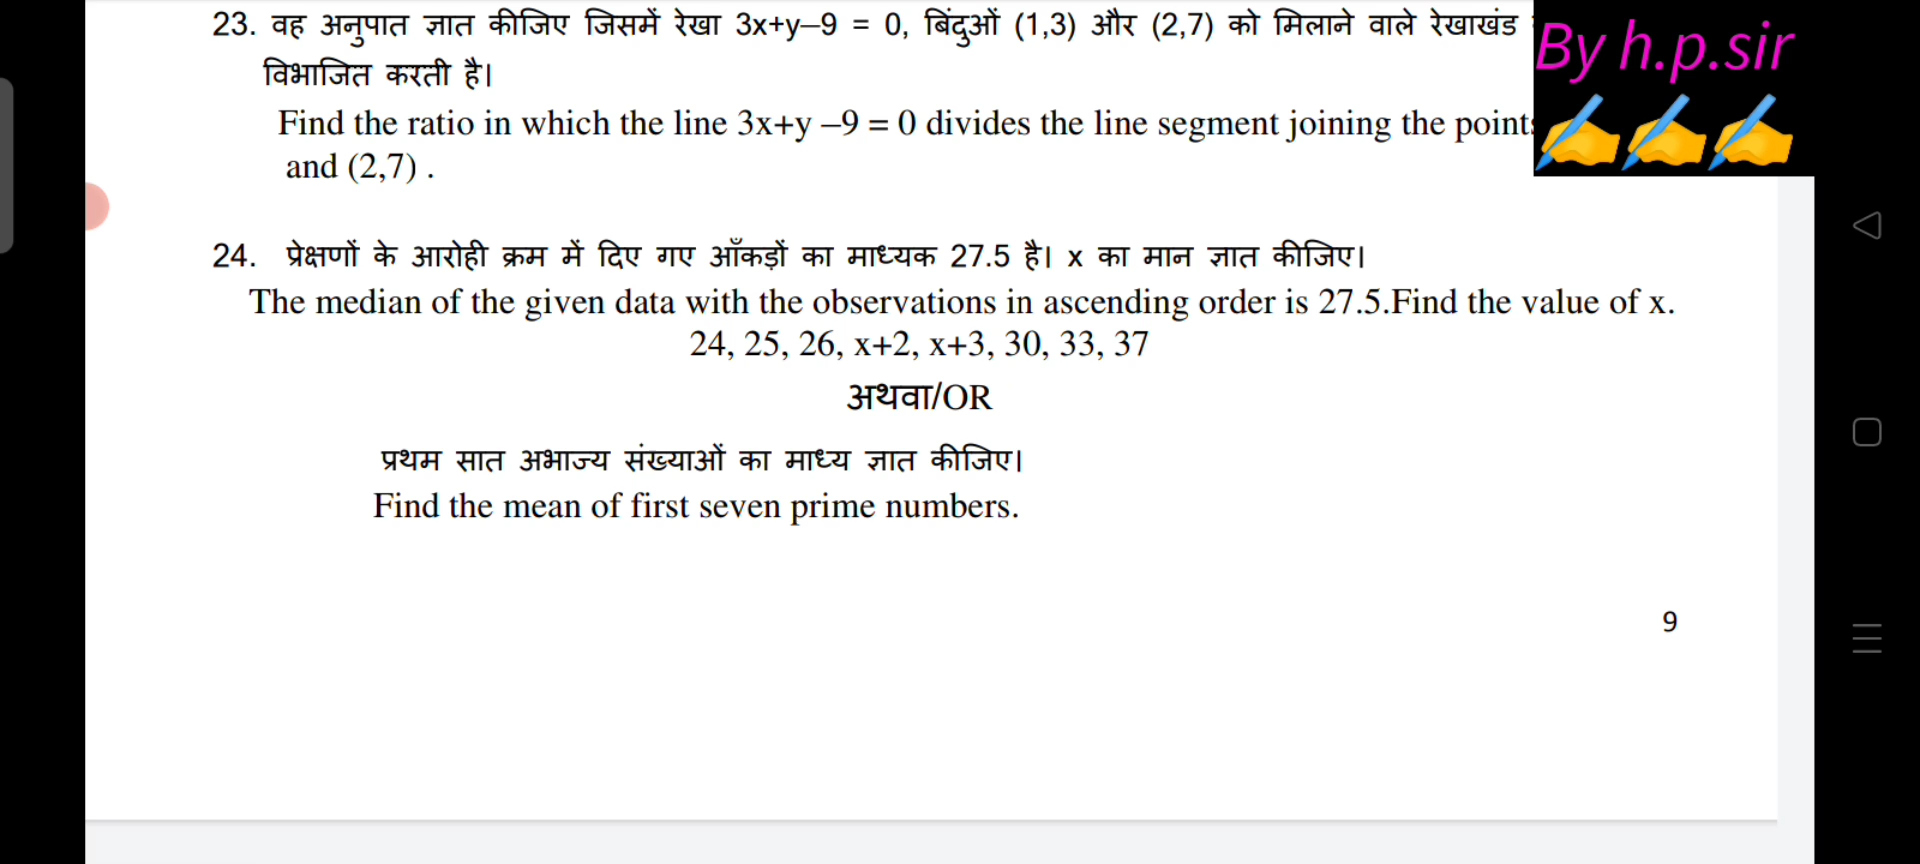 23. वह अनुपात ज्ञात कीजिए जिसमें रेखा 3x+y–9 = 0, बिंदुओं (1,3) और (2,7) को मिलाने वाले रेखाखंड
By h.p.sir
विभाजित करती है।
Find the ratio in which the line 3x+y –9 = 0 divides the line segment joining the points
and (2,7) .
24. प्रेक्षणों के आरोही क्रम में दिए गए आँकड़ों का माध्यक 27.5 है। x का मान ज्ञात कीजिए।
The median of the given data with the observations in ascending order is 27.5.Find the value of x.
24, 25, 26, x+2, x+3, 30, 33, 37
अथवा/OR
प्रथम सात अभाज्य संख्याओं का माध्य ज्ञात कीजिए।
Find the mean of first seven prime numbers.
9